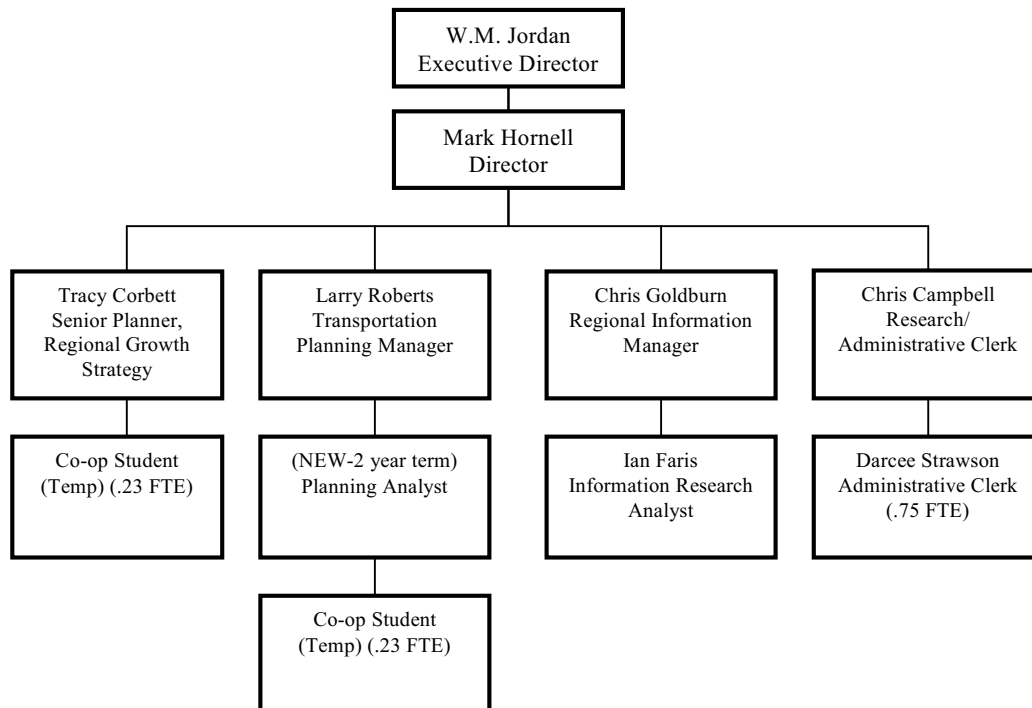 W.M. Jordan
Executive Director
Mark Hornell
Director
Tracy Corbett
Senior Planner,
Regional Growth
Strategy
Larry Roberts
Transportation
Planning Manager
Chris Goldburn
Regional Information
Manager
Chris Campbell
Research/
Administrative Clerk
Co-op Student
(Temp) (.23 FTE)
(NEW-2 year term)
Planning Analyst
Ian Faris
Information Research
Analyst
Darcee Strawson
Administrative Clerk
(.75 FTE)
Co-op Student
(Temp) (.23 FTE)